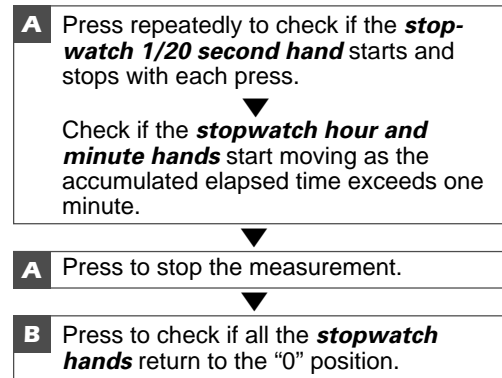 A Press repeatedly to check if the stop-
watch 1/20 second hand starts and
stops with each press.
▼
Check if the stopwatch hour and
minute hands start moving as the
accumulated elapsed time exceeds one
minute.
▼
A Press to stop the measurement.
▼
B Press to check if all the stopwatch
hands return to the “0” position.